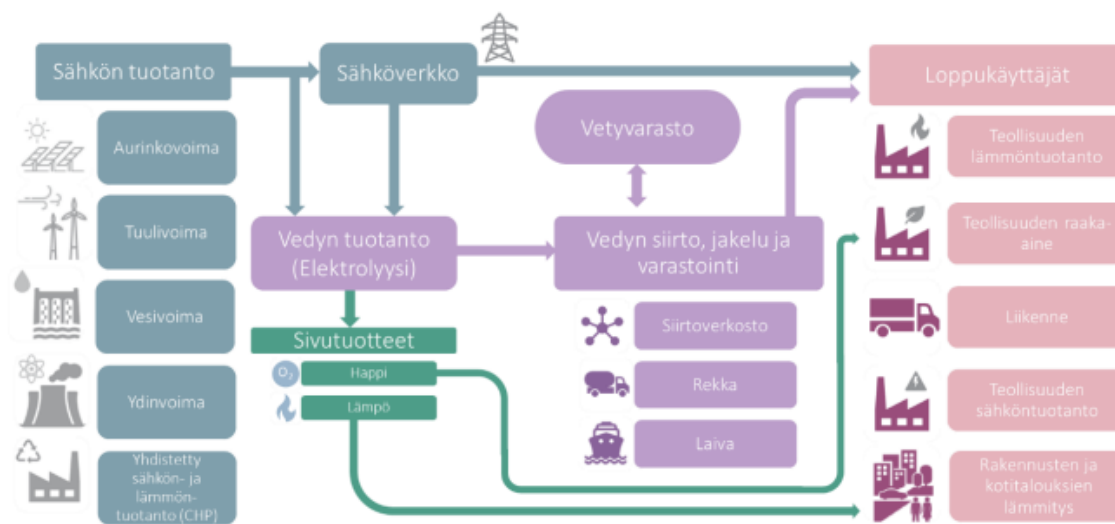 Sähkön tuotanto
Sähköverkko
Loppukäyttäjät
Aurinkovoima
Tuulivoima
Vesivoima
Ydinvoima
Yhdistetty
sähkön- ja
lämmön-
tuotanto (CHP)
Vetyvarasto
Vedyn tuotanto
(Elektrolyysi)
Vedyn siirto, jakelu ja
varastointi
Sivutuotteet
O2
Happi
Lämpö
Siirtoverkosto
Rekka
Laiva
Teollisuuden
lämmöntuotanto
Teollisuuden raaka-
aine
Liikenne
Teollisuuden
sähköntuotanto
Rakennusten ja
kotitalouksien
lämmitys